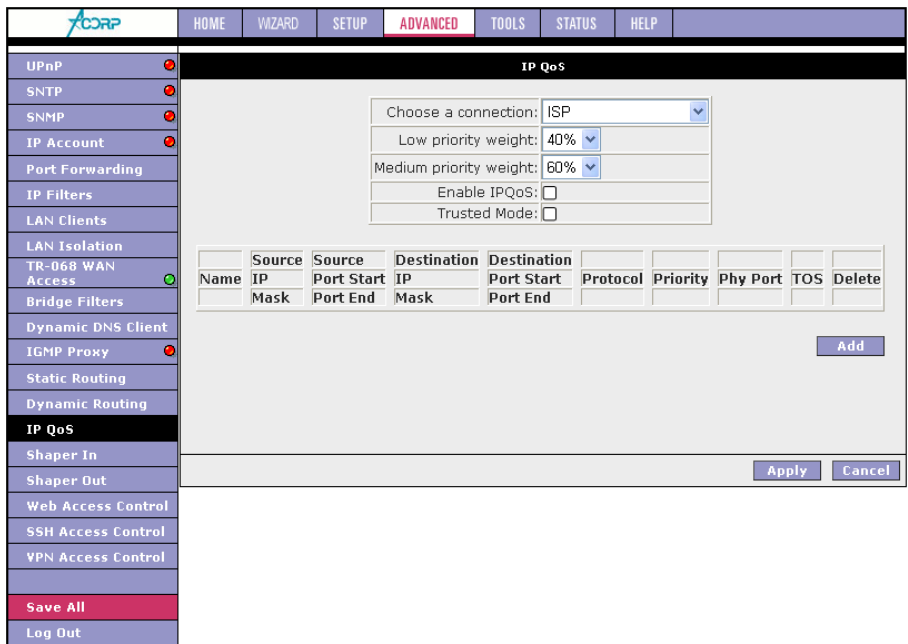 ACORP
HOME WIZARD SETUP ADVANCED TOOLS STATUS HELP
UPnP
SNTP
SNMP
IP Account
Port Forwarding
IP Filters
LAN Clients
LAN Isolation
TR-068 WAN
Access
Bridge Filters
Dynamic DNS Client
IGMP Proxy
Static Routing
Dynamic Routing
IP QoS
Shaper In
Shaper Out
Web Access Control
SSH Access Control
VPN Access Control
Save All
Log Out
IP QoS
Choose a connection: ISP
Low priority weight: 40%
Medium priority weight: 60%
Enable IPQoS:
Trusted Mode:
Source Source Destination Destination
Name IP Port Start IP Port Start Protocol Priority Phy Port TOS Delete
Mask Port End Mask Port End
Add
Apply Cancel